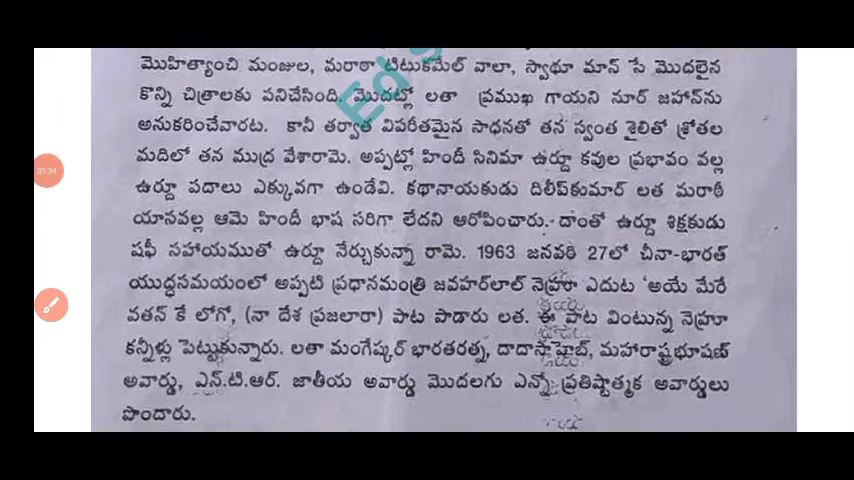 మొహిత్యాంచి మంజుల, మరాఠా టిటుకమేల్ వాలా, స్వాథూ మాన్ సే మొదలైన
కొన్ని చిత్రాలకు పనిచేసింది. మొదట్లో లతా ప్రముఖ గాయని నూర్ జహాన్‌ను
అనుకరించేవారట. కానీ తర్వాత విపరీతమైన సాధనతో తన స్వంత శైలితో శ్రోతల
మదిలో తన ముద్ర వేశారామె. అప్పట్లో హిందీ సినిమా ఉర్దూ కవుల ప్రభావం వల్ల
ఉర్దూ పదాలు ఎక్కువగా ఉండేవి. కథానాయకుడు దిలీప్‌కుమార్ లత మరాఠీ
యాసవల్ల ఆమె హిందీ భాష సరిగా లేదని ఆరోపించారు. దాంతో ఉర్దూ శిక్షకుడు
షఫీ సహాయముతో ఉర్దూ నేర్చుకున్నా రామె. 1963 జనవరి 27లో చీనా-భారత్
యుద్ధసమయంలో అప్పటి ప్రధానమంత్రి జవహర్‌లాల్ నెహ్రూ ఎదుట 'అయే మేరే
వతన్ కే లోగో, (నా దేశ ప్రజలారా) పాట పాడారు లత. ఈ పాట వింటున్న నెహ్రూ
కన్నీళ్లు పెట్టుకున్నారు. లతా మంగేష్కర్ భారతరత్న, దాదాసాహెబ్, మహారాష్ట్రభూషణ్
అవార్డు, ఎన్.టి.ఆర్. జాతీయ అవార్డు మొదలగు ఎన్నో ప్రతిష్టాత్మక అవార్డులు
పొందారు.
Ed's
01:34